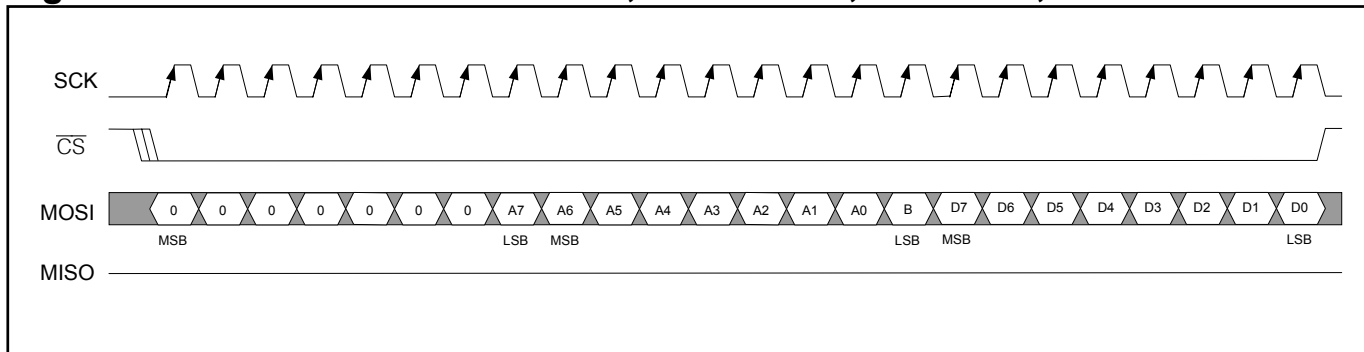 SCK
CS
MOSI 0 0 0 0 0 0 0 A7 A6 A5 A4 A3 A2 A1 A0 B D7 D6 D5 D4 D3 D2 D1 D0
MSB LSB MSB LSB MSB LSB
MISO